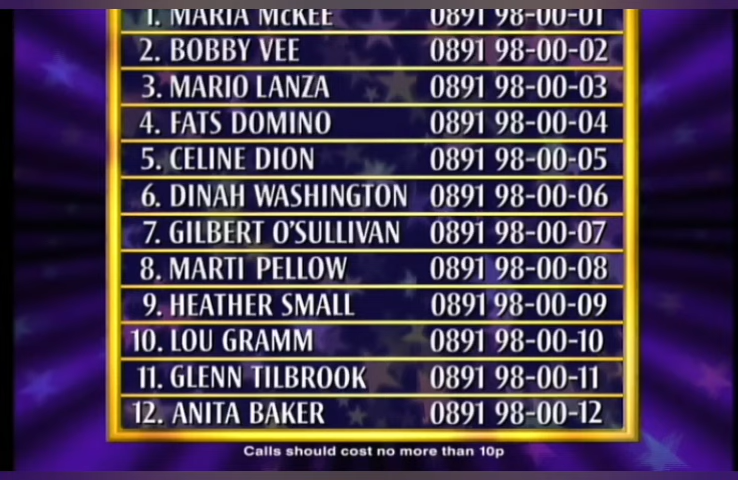 1. MARIA McKEE 0891 98-00-01
2. BOBBY VEE 0891 98-00-02
3. MARIO LANZA 0891 98-00-03
4. FATS DOMINO 0891 98-00-04
5. CELINE DION 0891 98-00-05
6. DINAH WASHINGTON 0891 98-00-06
7. GILBERT O'SULLIVAN 0891 98-00-07
8. MARTI PELLOW 0891 98-00-08
9. HEATHER SMALL 0891 98-00-09
10. LOU GRAMM 0891 98-00-10
11. GLENN TILBROOK 0891 98-00-11
12. ANITA BAKER 0891 98-00-12
Calls should cost no more than 10p